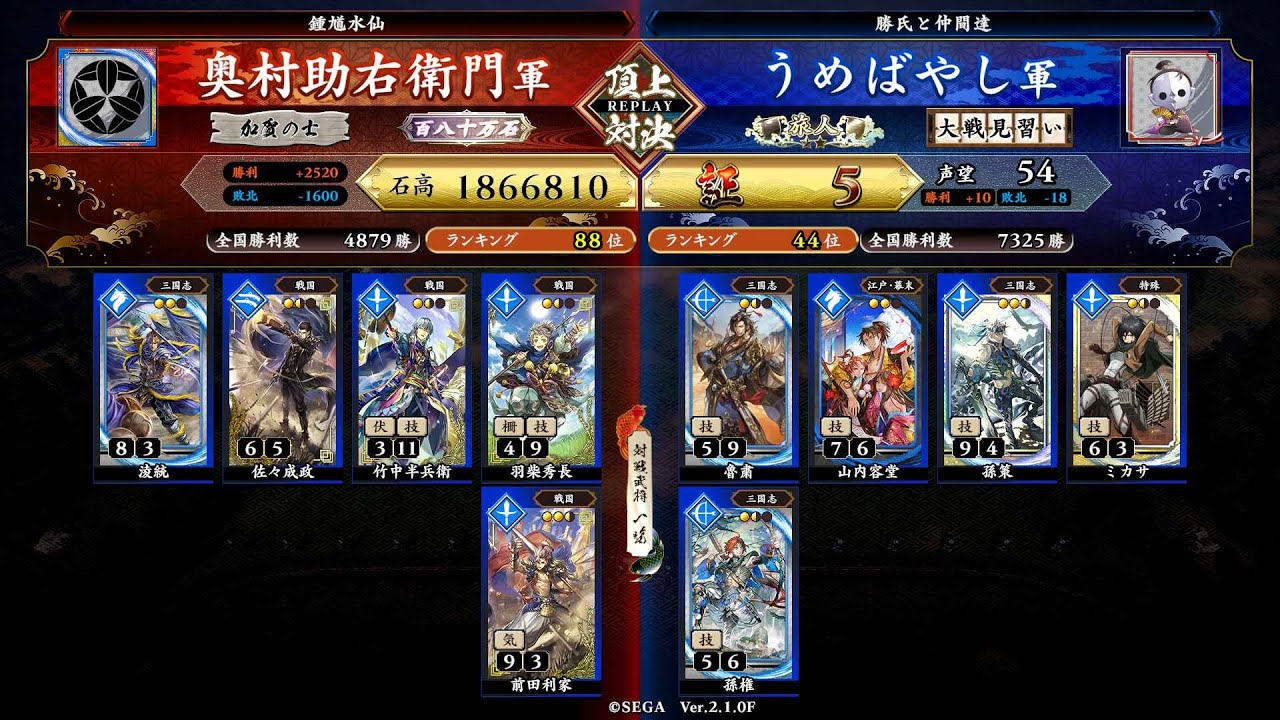 鍾馗水仙
勝氏と仲間達
奥村助右衛門軍
頂上
REPLAY
対決
うめばやし軍
加賀の士
百八十万石
旅人
大戦見習い
勝利 +2520
敗北 -1600
石高 1866810
証 5
声望 54
勝利 +10 敗北 -18
全国勝利数 4879勝
ランキング 88位
ランキング 44位
全国勝利数 7325勝
三国志
戦国
戦国
戦国
三国志
江戸・幕末
三国志
特殊
伏 技
柵 技
技
技
技
技
8 3
6 5
3 11
4 9
5 9
7 6
9 4
6 3
凌統
佐々成政
竹中半兵衛
羽柴秀長
魯粛
山内容堂
孫策
ミカサ
対戦武将一覧
戦国
三国志
気
技
9 3
5 6
前田利家
孫権
©SEGA Ver.2.1.0F